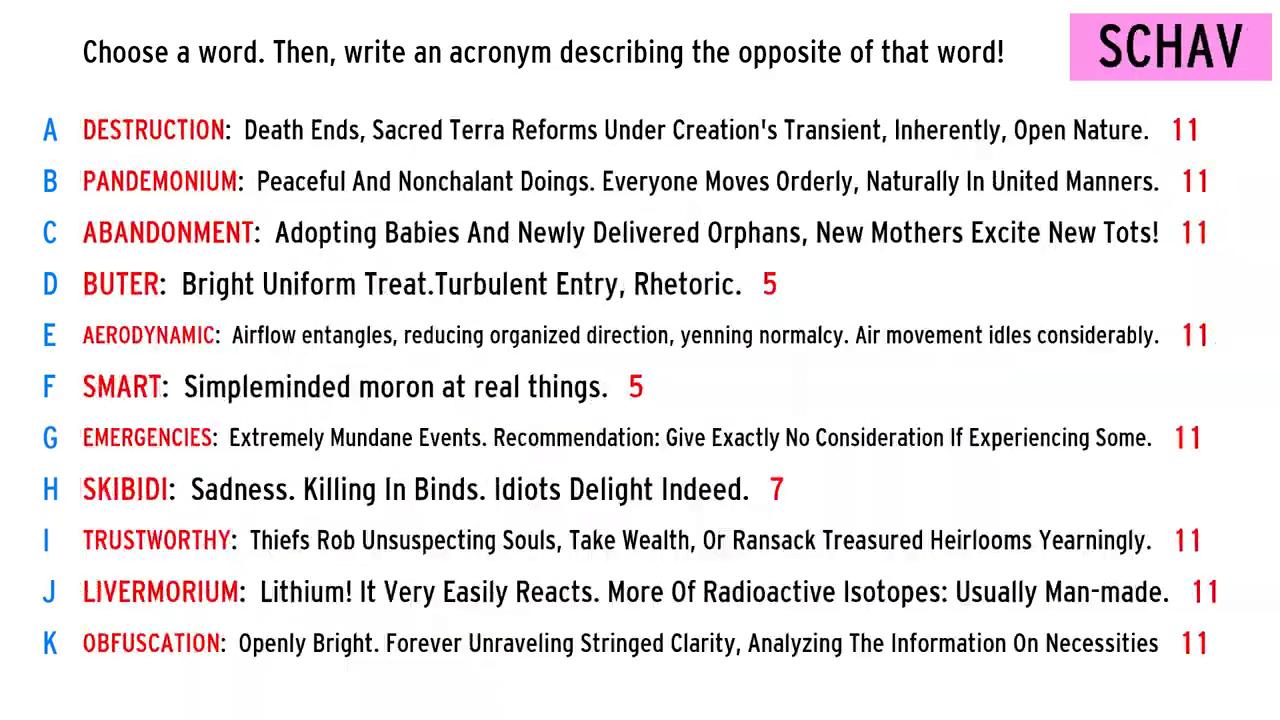 Choose a word. Then, write an acronym describing the opposite of that word!
SCHAV
A DESTRUCTION: Death Ends, Sacred Terra Reforms Under Creation's Transient, Inherently, Open Nature. 11
B PANDEMONIUM: Peaceful And Nonchalant Doings. Everyone Moves Orderly, Naturally In United Manners. 11
C ABANDONMENT: Adopting Babies And Newly Delivered Orphans, New Mothers Excite New Tots! 11
D BUTER: Bright Uniform Treat.Turbulent Entry, Rhetoric. 5
E AERODYNAMIC: Airflow entangles, reducing organized direction, yenning normalcy. Air movement idles considerably. 11
F SMART: Simpleminded moron at real things. 5
G EMERGENCIES: Extremely Mundane Events. Recommendation: Give Exactly No Consideration If Experiencing Some. 11
H SKIBIDI: Sadness. Killing In Binds. Idiots Delight Indeed. 7
I TRUSTWORTHY: Thiefs Rob Unsuspecting Souls, Take Wealth, Or Ransack Treasured Heirlooms Yearningly. 11
J LIVERMORIUM: Lithium! It Very Easily Reacts. More Of Radioactive Isotopes: Usually Man-made. 11
K OBFUSCATION: Openly Bright. Forever Unraveling Stringed Clarity, Analyzing The Information On Necessities 11